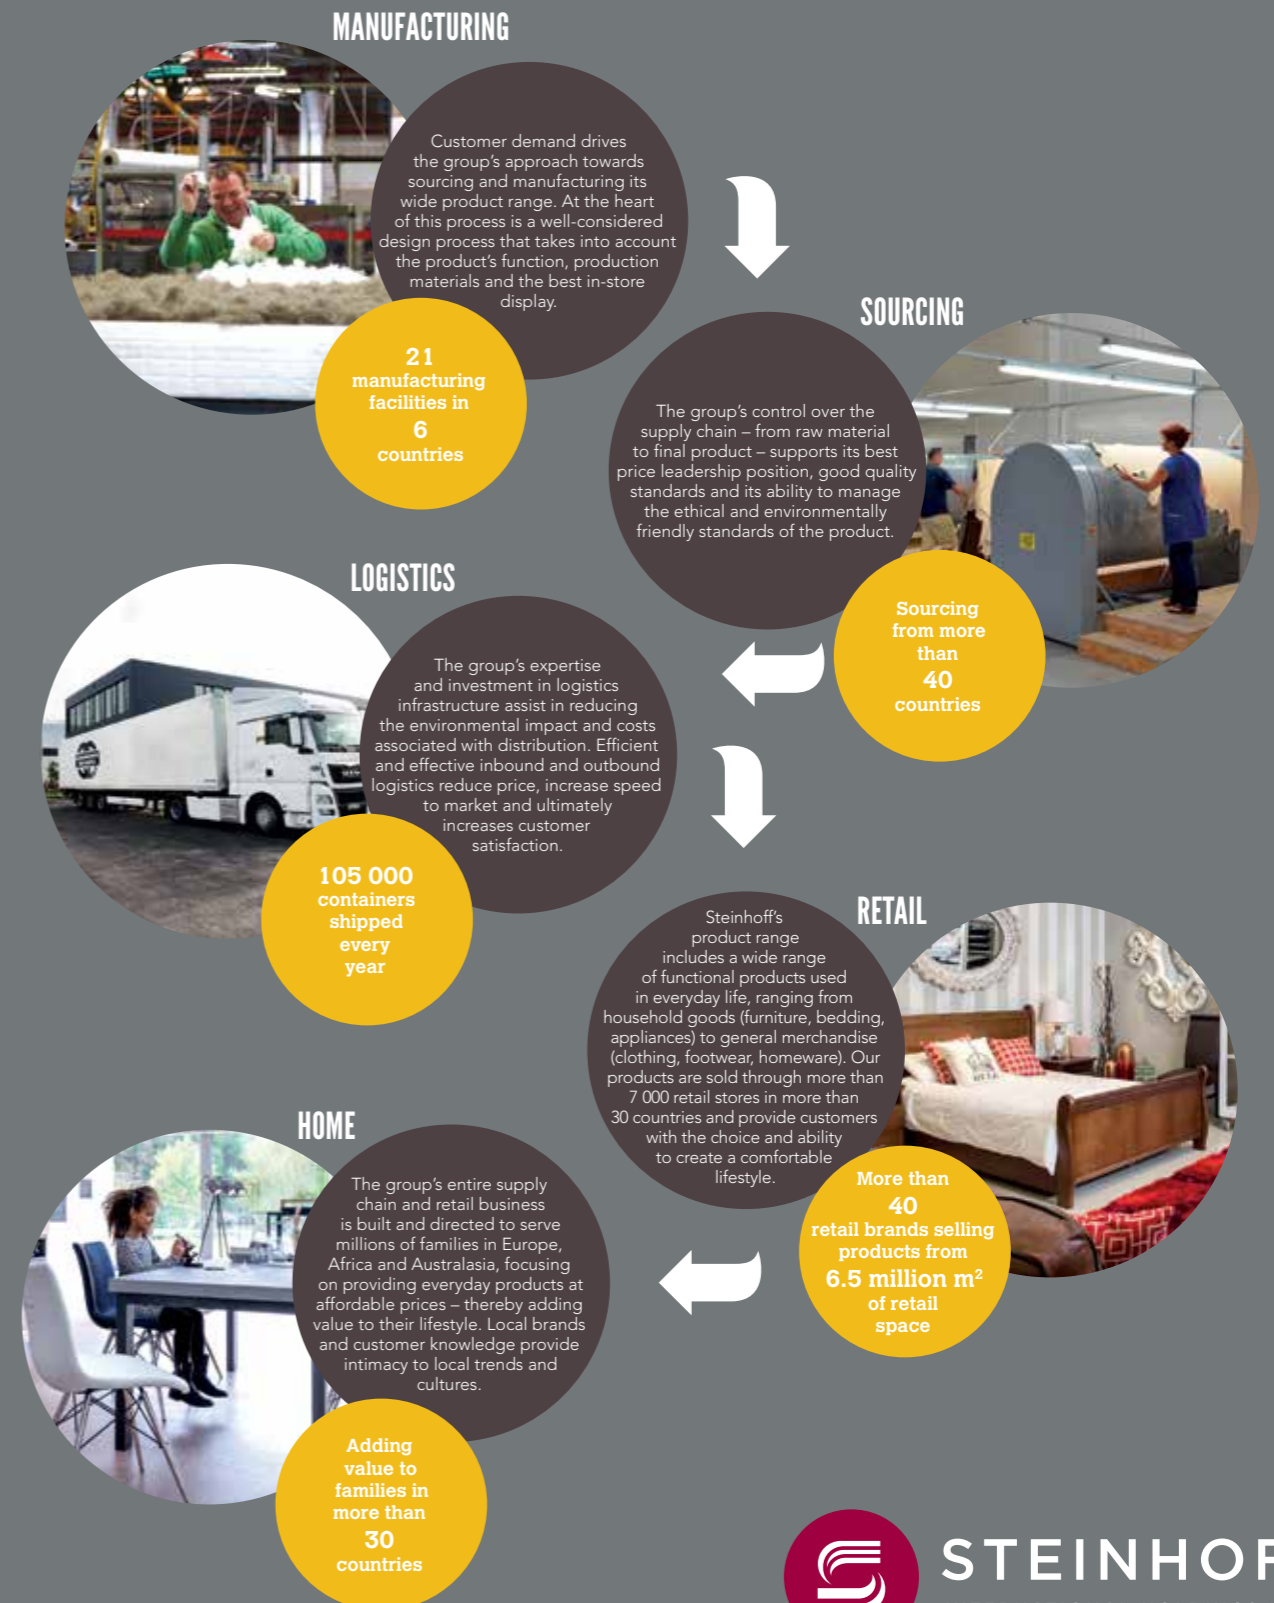 MANUFACTURING
Customer demand drives
the group's approach towards
sourcing and manufacturing its
wide product range. At the heart
of this process is a well-considered
design process that takes into account
the product's function, production
materials and the best in-store
display.
21
manufacturing
facilities in
6
countries
SOURCING
The group's control over the
supply chain – from raw material
to final product – supports its best
price leadership position, good quality
standards and its ability to manage
the ethical and environmentally
friendly standards of the product.
Sourcing
from more
than
40
countries
LOGISTICS
The group's expertise
and investment in logistics
infrastructure assist in reducing
the environmental impact and costs
associated with distribution. Efficient
and effective inbound and outbound
logistics reduce price, increase speed
to market and ultimately
increases customer
satisfaction.
105 000
containers
shipped
every
year
RETAIL
Steinhoff's
product range
includes a wide range
of functional products used
in everyday life, ranging from
household goods (furniture, bedding,
appliances) to general merchandise
(clothing, footwear, homeware). Our
products are sold through more than
7 000 retail stores in more than
30 countries and provide customers
with the choice and ability
to create a comfortable
lifestyle.
More than
40
retail brands selling
products from
6.5 million m²
of retail
space
HOME
The group's entire supply
chain and retail business
is built and directed to serve
millions of families in Europe,
Africa and Australasia, focusing
on providing everyday products at
affordable prices – thereby adding
value to their lifestyle. Local brands
and customer knowledge provide
intimacy to local trends and
cultures.
Adding
value to
families in
more than
30
countries
STEINHOF